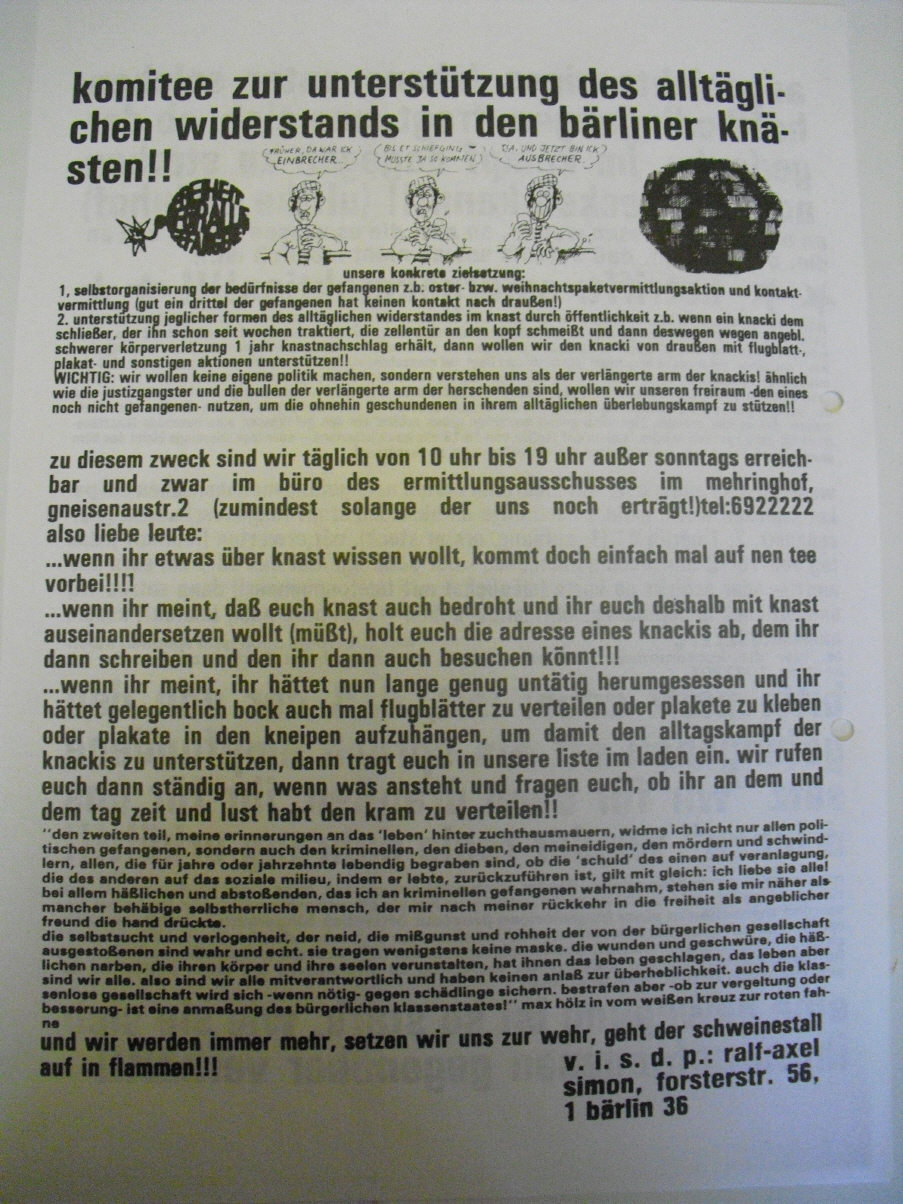 komitee zur unterstützung des alltägli-
chen widerstands in den bärliner knä-
sten!!
FRÜHER, DA WAR ICK
EINBRECHER...
BIS ET SCHIEFGING –
MUSSTE JA SO KOMMEN)
TJA. UND JETZT BIN ICK
AUSBRECHER.
FREIHEIT
FÜR ALLE
unsere konkrete zielsetzung:
1, selbstorganisierung der bedürfnisse der gefangenen z.b. oster- bzw. weihnachtspaketvermittlungsaktion und kontakt-
vermittlung (gut ein drittel der gefangenen hat keinen kontakt nach draußen!)
2. unterstützung jeglicher formen des alltäglichen widerstandes im knast durch öffentlichkeit z.b. wenn ein knacki dem
schließer, der ihn schon seit wochen traktiert, die zellentür an den kopf schmeißt und dann deswegen wegen angebl.
schwerer körperverletzung 1 jahr knastnachschlag erhält, dann wollen wir den knacki von draußen mit flugblatt-,
plakat- und sonstigen aktionen unterstützen!!
WICHTIG: wir wollen keine eigene politik machen, sondern verstehen uns als der verlängerte arm der knackis! ähnlich
wie die justizgangster und die bullen der verlängerte arm der herschenden sind, wollen wir unseren freiraum -den eines
noch nicht gefangenen- nutzen, um die ohnehin geschundenen in ihrem alltäglichen überlebungskampf zu stützen!!
zu diesem zweck sind wir täglich von 10 uhr bis 19 uhr außer sonntags erreich-
bar und zwar im büro des ermittlungsausschusses im mehringhof,
gneisenaustr.2 (zumindest solange der uns noch erträgt!)tel:6922222
also liebe leute:
...wenn ihr etwas über knast wissen wollt, kommt doch einfach mal auf nen tee
vorbei!!!!
...wenn ihr meint, daß euch knast auch bedroht und ihr euch deshalb mit knast
auseinandersetzen wollt (müßt), holt euch die adresse eines knackis ab, dem ihr
dann schreiben und den ihr dann auch besuchen könnt!!!
...wenn ihr meint, ihr hättet nun lange genug untätig herumgesessen und ihr
hättet gelegentlich bock auch mal flugblätter zu verteilen oder plakete zu kleben
oder plakate in den kneipen aufzuhängen, um damit den alltagskampf der
knackis zu unterstützen, dann tragt euch in unsere liste im laden ein. wir rufen
euch dann ständig an, wenn was ansteht und fragen euch, ob ihr an dem und
dem tag zeit und lust habt den kram zu verteilen!!
"den zweiten teil, meine erinnerungen an das 'leben' hinter zuchthausmauern, widme ich nicht nur allen poli-
tischen gefangenen, sondern auch den kriminellen, den dieben, den meineidigen, den mördern und schwind-
lern, allen, die für jahre oder jahrzehnte lebendig begraben sind, ob die 'schuld' des einen auf veranlagung,
die des anderen auf das soziale milieu, indem er lebte, zurückzuführen ist, gilt mit gleich: ich liebe sie alle!
bei allem häßlichen und abstoßenden, das ich an kriminellen gefangenen wahrnahm, stehen sie mir näher als
mancher behäbige selbstherrliche mensch, der mir nach meiner rückkehr in die freiheit als angeblicher
freund die hand drückte.
die selbstsucht und verlogenheit, der neid, die mißgunst und rohheit der von der bürgerlichen gesellschaft
ausgestoßenen sind wahr und echt. sie tragen wenigstens keine maske. die wunden und geschwüre, die häß-
lichen narben, die ihren körper und ihre seelen verunstalten, hat ihnen das leben geschlagen, das leben aber
sind wir alle. also sind wir alle mitverantwortlich und haben keinen anlaß zur überheblichkeit. auch die klas-
senlose gesellschaft wird sich -wenn nötig- gegen schädlinge sichern. bestrafen aber -ob zur vergeltung oder
besserung- ist eine anmaßung des bürgerlichen klassenstaates!" max hölz in vom weißen kreuz zur roten fah-
ne
und wir werden immer mehr, setzen wir uns zur wehr, geht der schweinestall
auf in flammen!!!
v. i. s. d. p.: ralf-axel
simon, forsterstr. 56,
1 bärlin 36